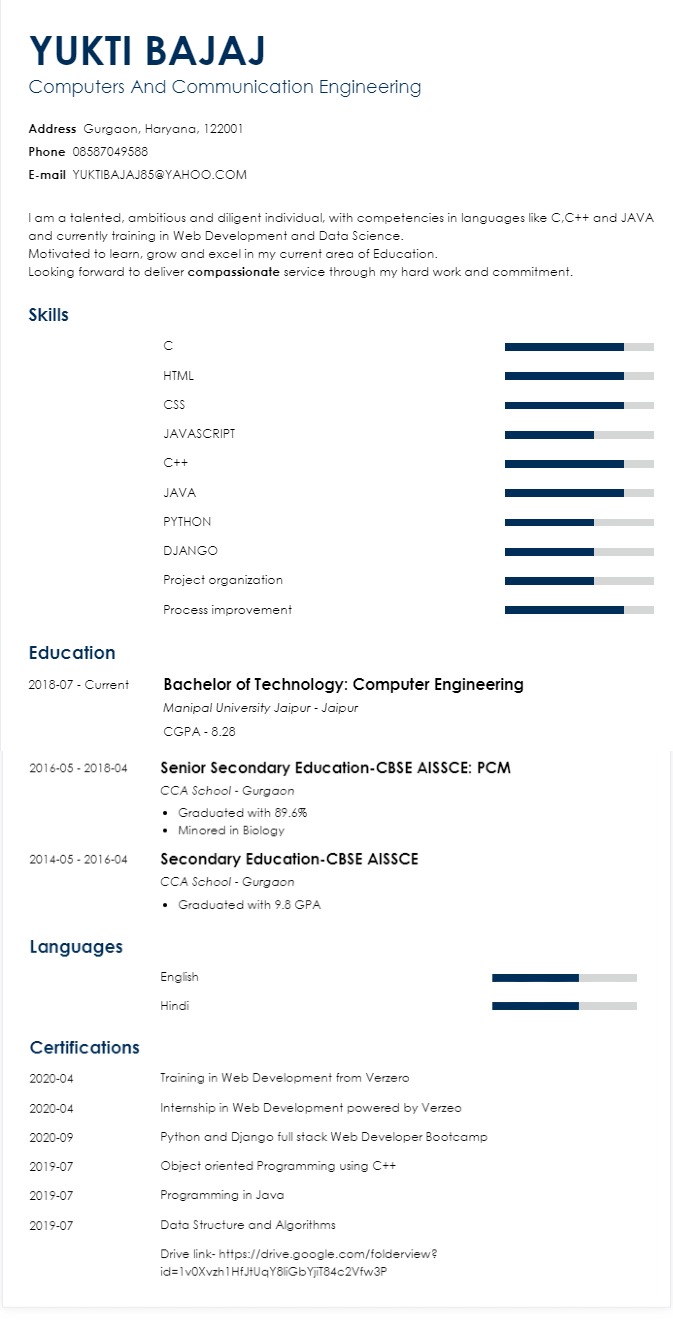 YUKTI BAJAJ
Computers And Communication Engineering
Address Gurgaon, Haryana, 122001
Phone 08587049588
E-mail YUKTIBAJAJ85@YAHOO.COM
I am a talented, ambitious and diligent individual, with competencies in languages like C,C++ and JAVA
and currently training in Web Development and Data Science.
Motivated to learn, grow and excel in my current area of Education.
Looking forward to deliver compassionate service through my hard work and commitment.
Skills
C
HTML
CSS
JAVASCRIPT
C++
JAVA
PYTHON
DJANGO
Project organization
Process improvement
Education
2018-07 - Current Bachelor of Technology: Computer Engineering
Manipal University Jaipur - Jaipur
CGPA - 8.28
2016-05 - 2018-04 Senior Secondary Education-CBSE AISSCE: PCM
CCA School - Gurgaon
• Graduated with 89.6%
• Minored in Biology
2014-05 - 2016-04 Secondary Education-CBSE AISSCE
CCA School - Gurgaon
• Graduated with 9.8 GPA
Languages
English
Hindi
Certifications
2020-04 Training in Web Development from Verzero
2020-04 Internship in Web Development powered by Verzeo
2020-09 Python and Django full stack Web Developer Bootcamp
2019-07 Object oriented Programming using C++
2019-07 Programming in Java
2019-07 Data Structure and Algorithms
Drive link- https://drive.google.com/folderview?
id=1v0Xvzh1HfJtUqY8liGbYjiT84c2Vfw3P